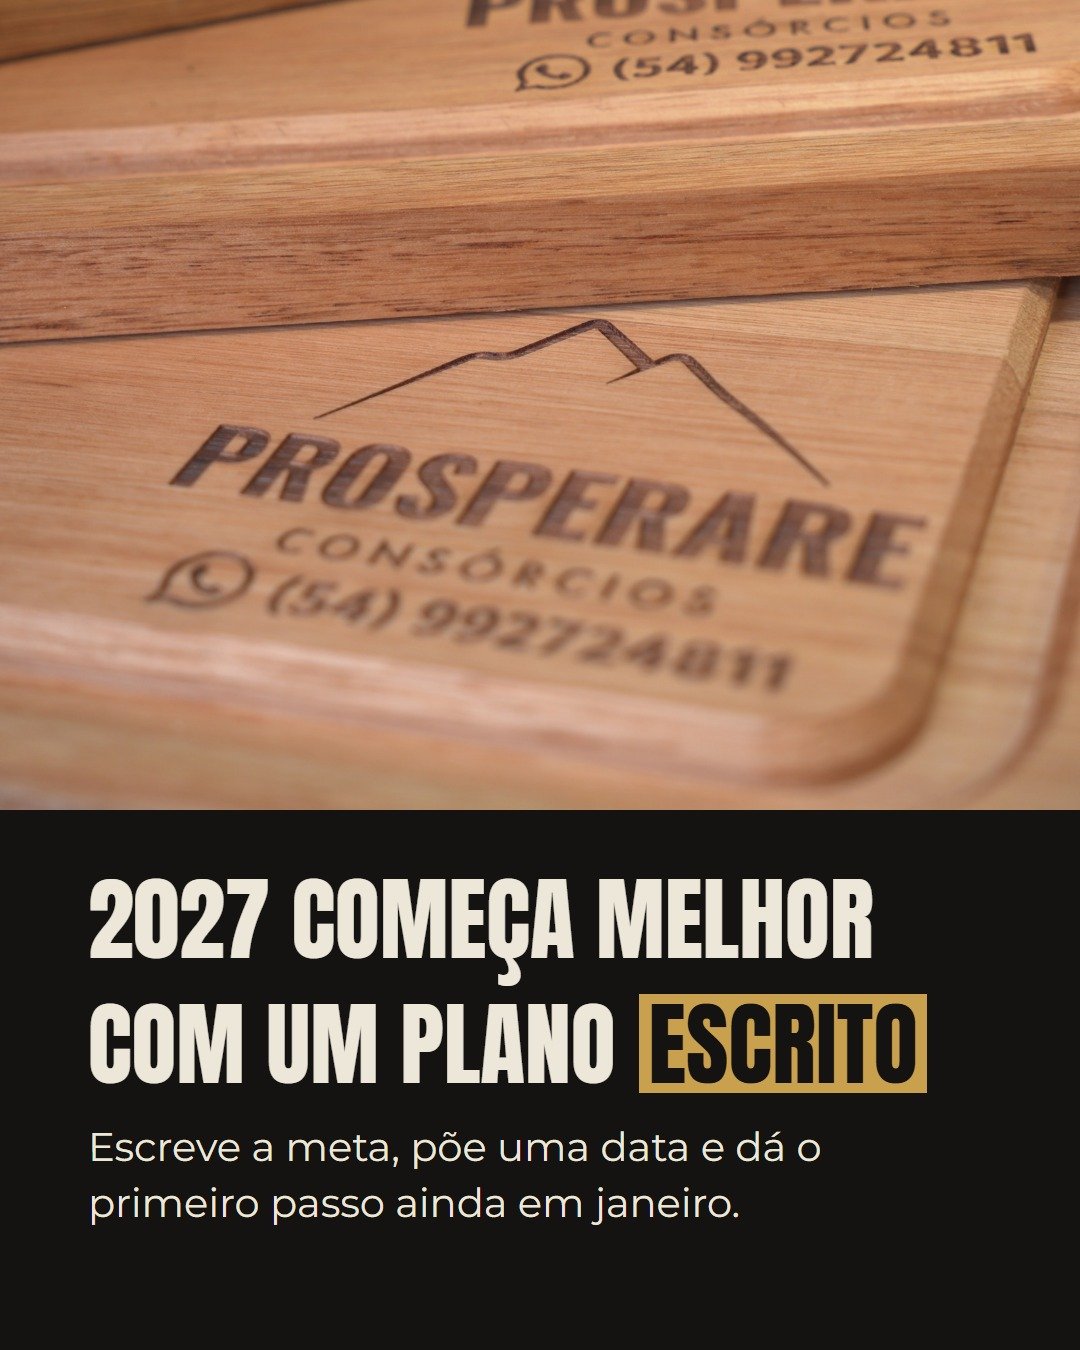 PROSPERARE
CONSÓRCIOS
(54) 992724811
PROSPERARE
CONSÓRCIOS
(54) 992724811
2027 COMEÇA MELHOR
COM UM PLANO ESCRITO
Escreve a meta, põe uma data e dá o
primeiro passo ainda em janeiro.